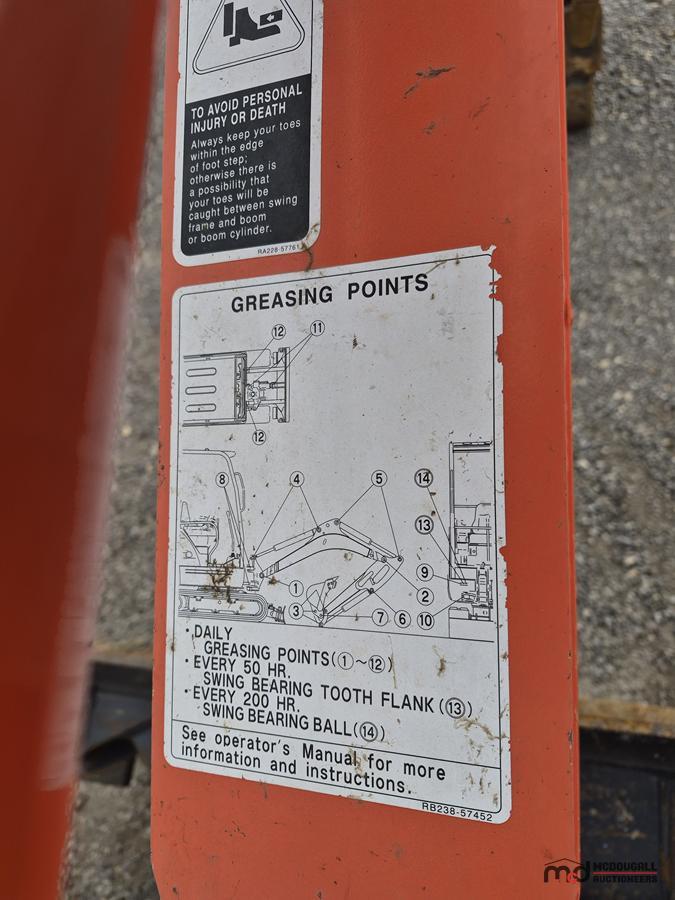 TO AVOID PERSONAL
INJURY OR DEATH
Always keep your toes
within the edge
of foot step;
otherwise there is
a possibility that
your toes will be
caught between swing
frame and boom
or boom cylinder.
RA228-57761
GREASING POINTS
⑫ ⑪
⑫
⑧ ④ ⑤ ⑭
⑬
⑨
① ② ⑩
③ ⑦ ⑥
・DAILY
GREASING POINTS(①~⑫)
・EVERY 50 HR.
SWING BEARING TOOTH FLANK(⑬)
・EVERY 200 HR.
SWING BEARING BALL(⑭)
See operator's Manual for more
information and instructions.
RB238-57452
md MCDOUGALL
AUCTIONEERS